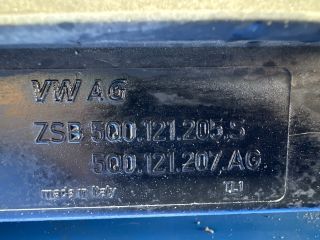 VW AG
ZSB 5Q0.121.205.S
5Q0.121.207.AG
made in Italy